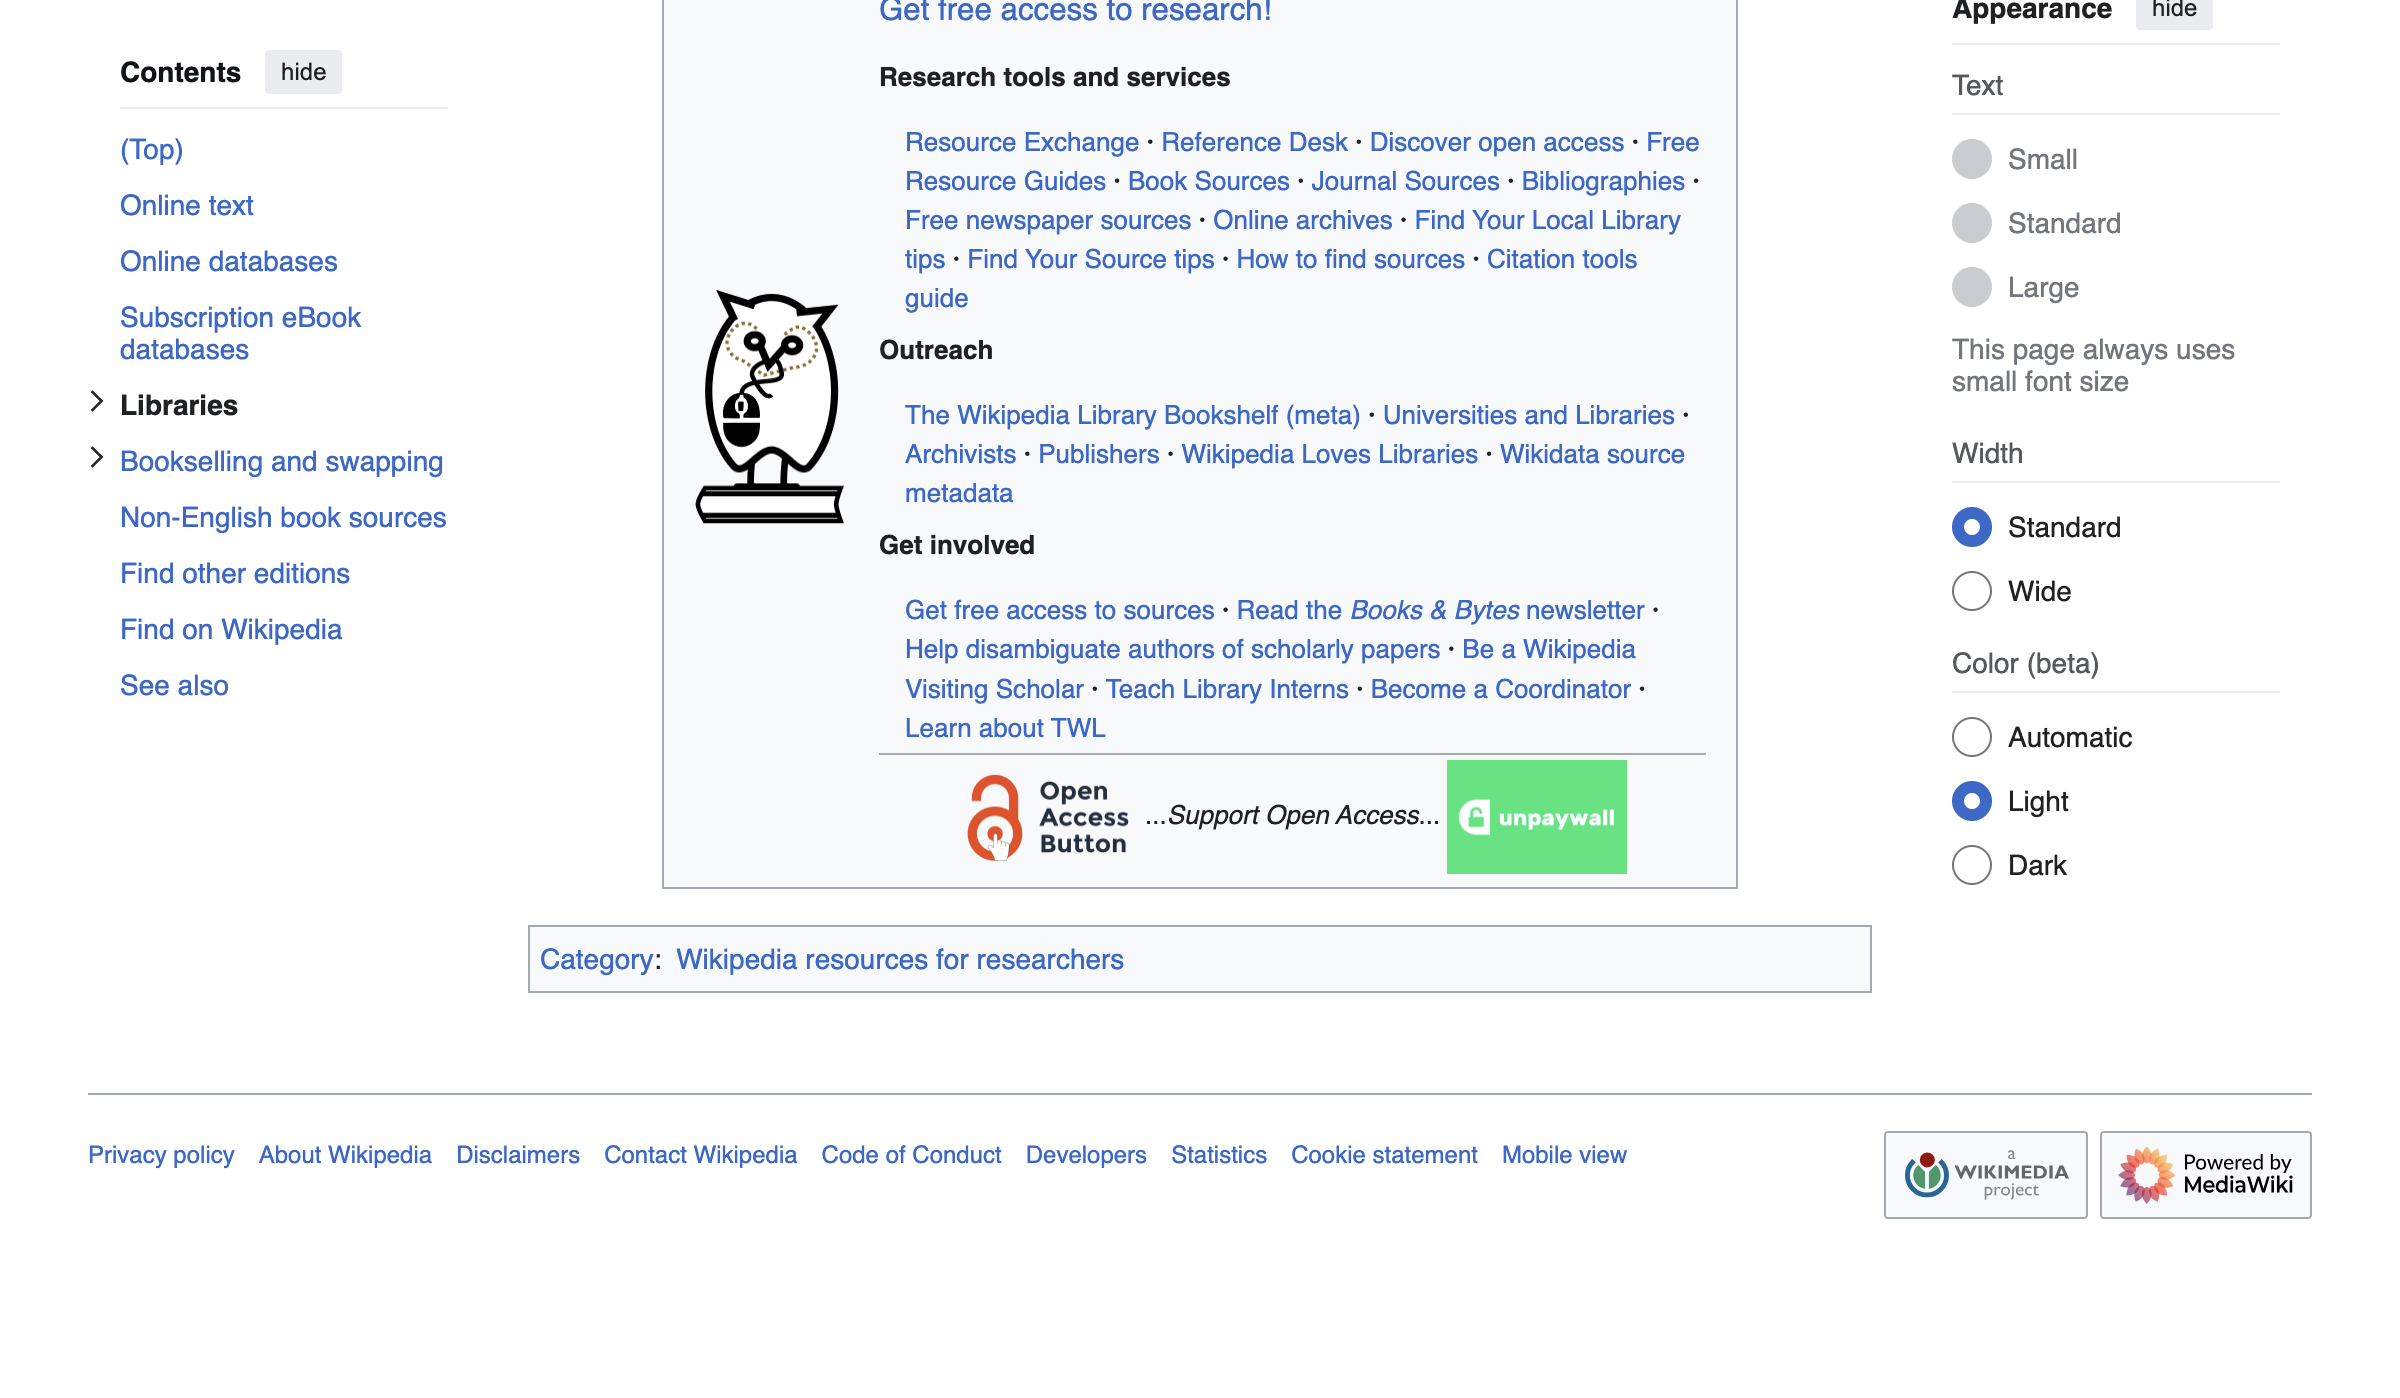 Contents hide
(Top)
Online text
Online databases
Subscription eBook
databases
Libraries
Bookselling and swapping
Non-English book sources
Find other editions
Find on Wikipedia
See also
Get free access to research!
Research tools and services
Resource Exchange · Reference Desk · Discover open access · Free
Resource Guides · Book Sources · Journal Sources · Bibliographies ·
Free newspaper sources · Online archives · Find Your Local Library
tips · Find Your Source tips · How to find sources · Citation tools
guide
Outreach
The Wikipedia Library Bookshelf (meta) · Universities and Libraries ·
Archivists · Publishers · Wikipedia Loves Libraries · Wikidata source
metadata
Get involved
Get free access to sources · Read the Books & Bytes newsletter ·
Help disambiguate authors of scholarly papers · Be a Wikipedia
Visiting Scholar · Teach Library Interns · Become a Coordinator ·
Learn about TWL
Open
Access
Button
...Support Open Access...
unpaywall
Category: Wikipedia resources for researchers
Appearance hide
Text
Small
Standard
Large
This page always uses
small font size
Width
Standard
Wide
Color (beta)
Automatic
Light
Dark
Privacy policy About Wikipedia Disclaimers Contact Wikipedia Code of Conduct Developers Statistics Cookie statement Mobile view
a
WIKIMEDIA
project
Powered by
MediaWiki